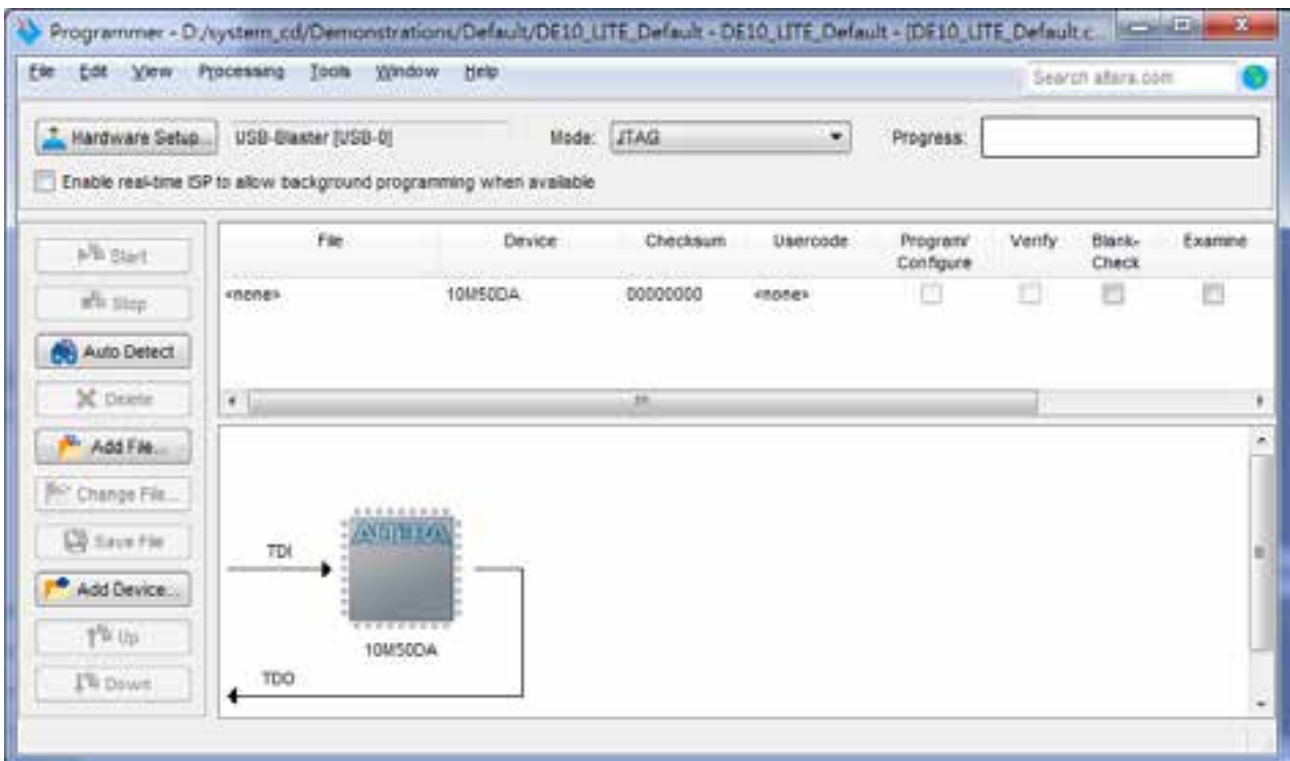 Programmer - D:/system_cd/Demonstrations/Default/DE10_LITE_Default - DE10_LITE_Default - [DE10_LITE_Default.c...
File Edit View Processing Tools Window Help
Search altera.com
Hardware Setup... USB-Blaster [USB-0] Mode: JTAG Progress:
Enable real-time ISP to allow background programming when available
File Device Checksum Usercode Program/ Configure Verify Blank- Check Examine
<none> 10M50DA 00000000 <none>
Start
Stop
Auto Detect
Delete
Add File...
Change File...
Save File
Add Device...
Up
Down
ALTERA
TDI
10M50DA
TDO